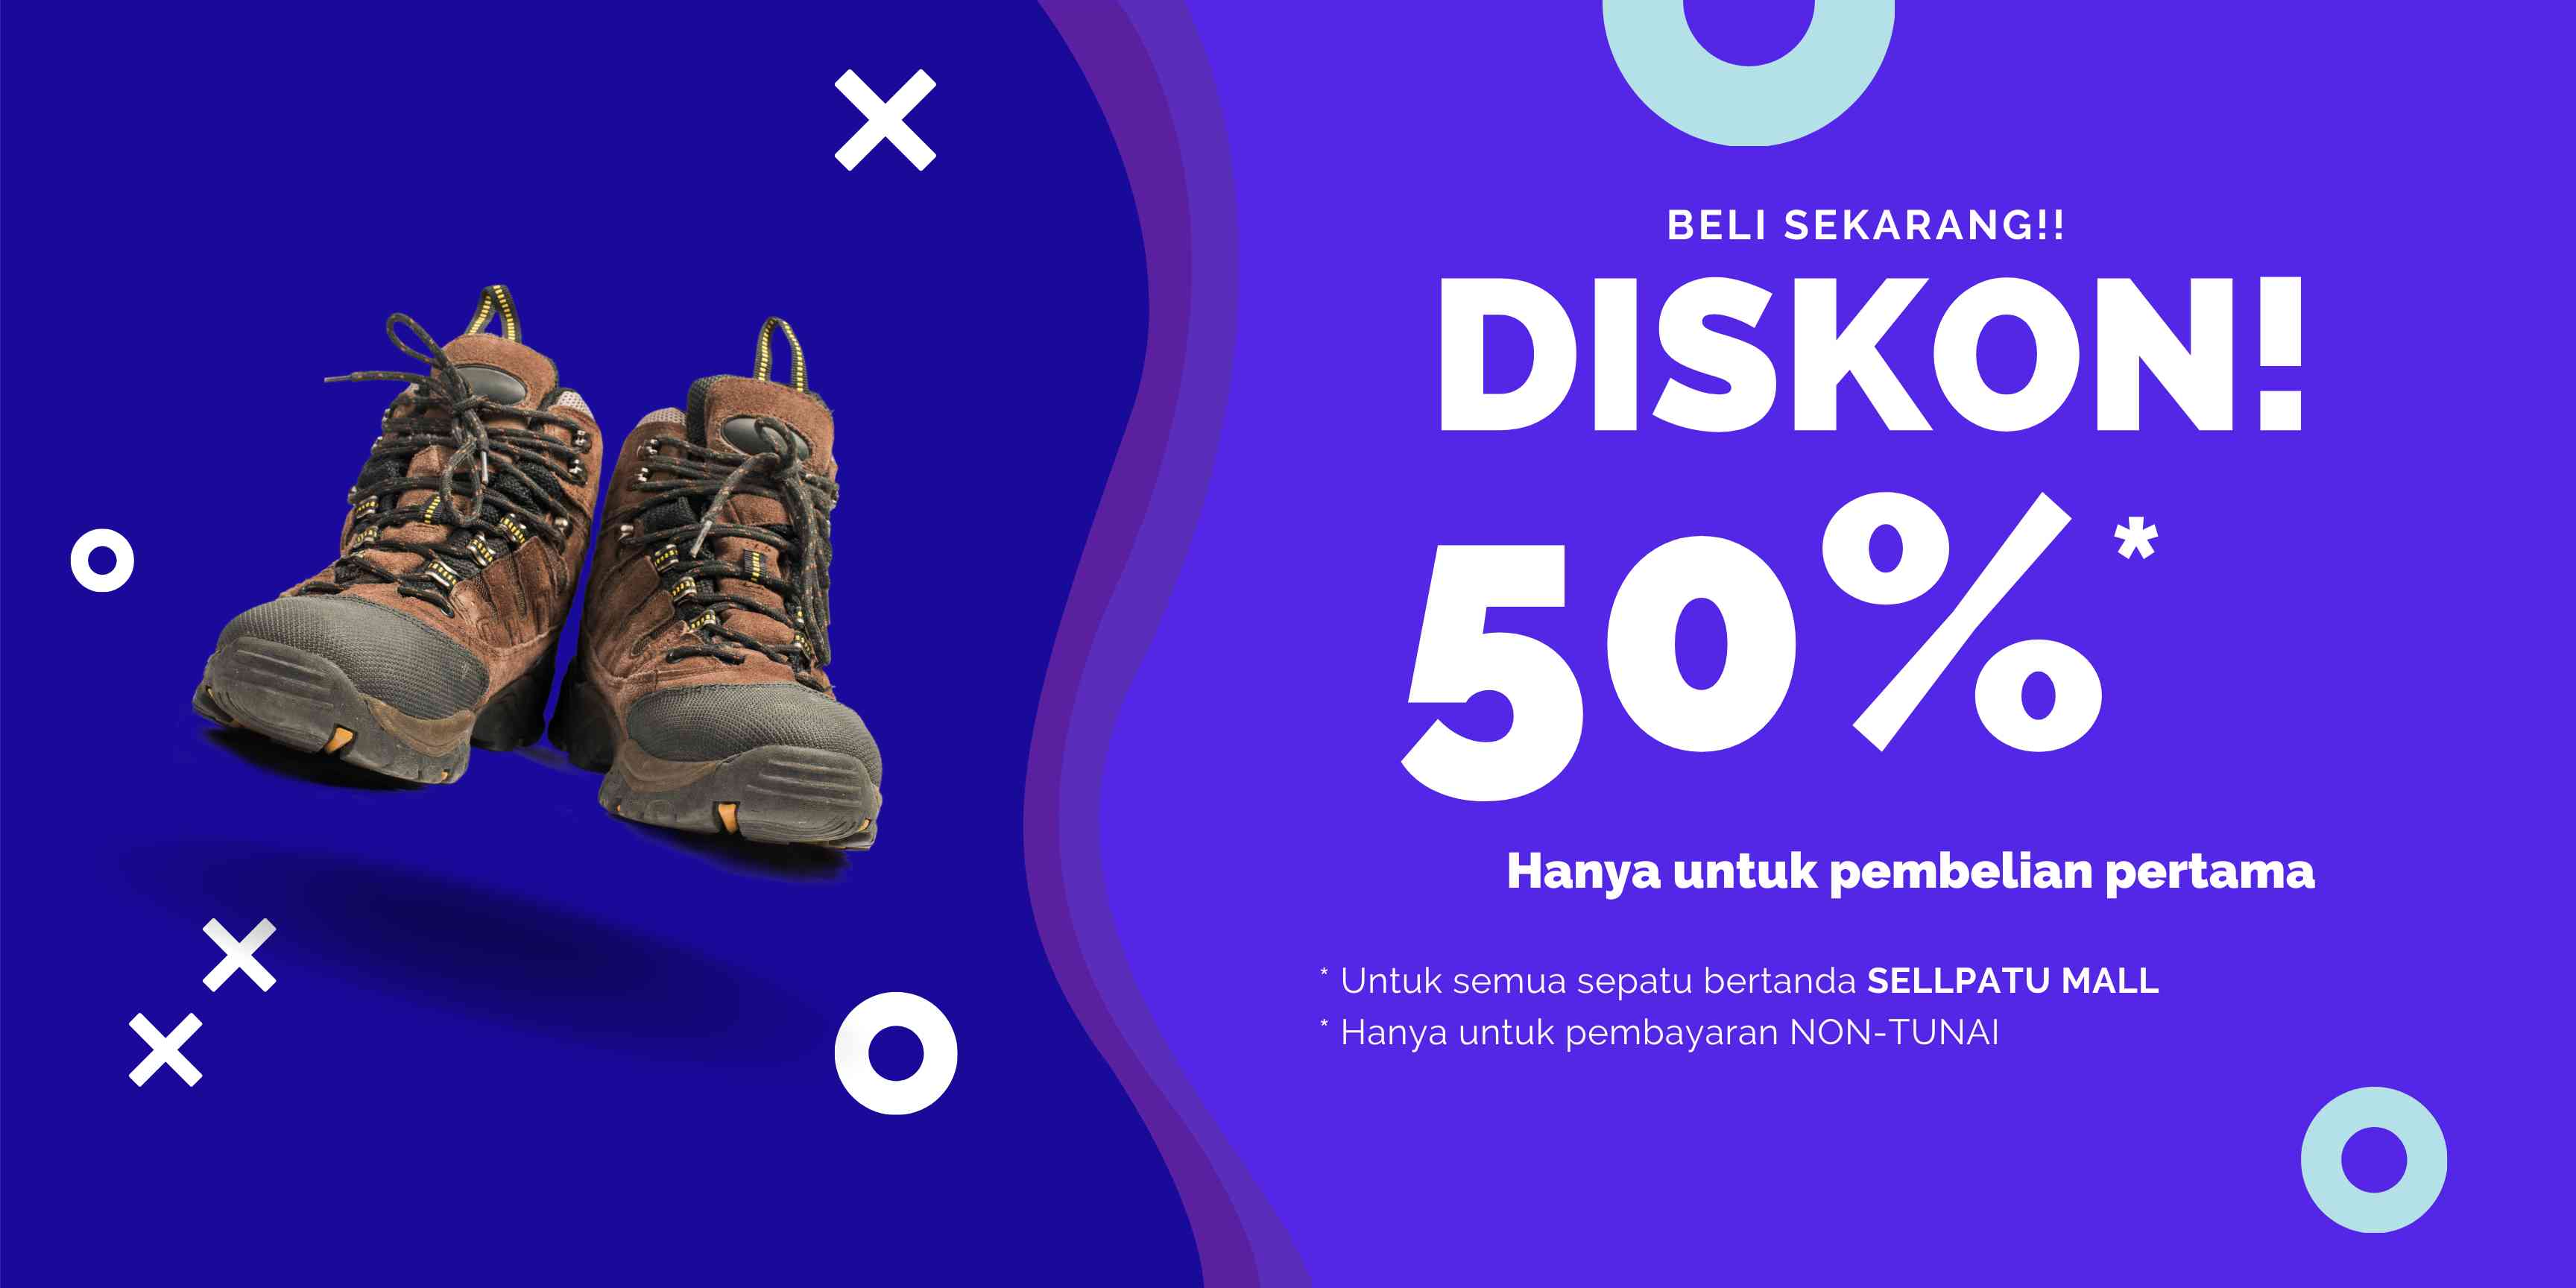 BELI SEKARANG!!
DISKON!
50%*
Hanya untuk pembelian pertama
* Untuk semua sepatu bertanda SELLPATU MALL
* Hanya untuk pembayaran NON-TUNAI